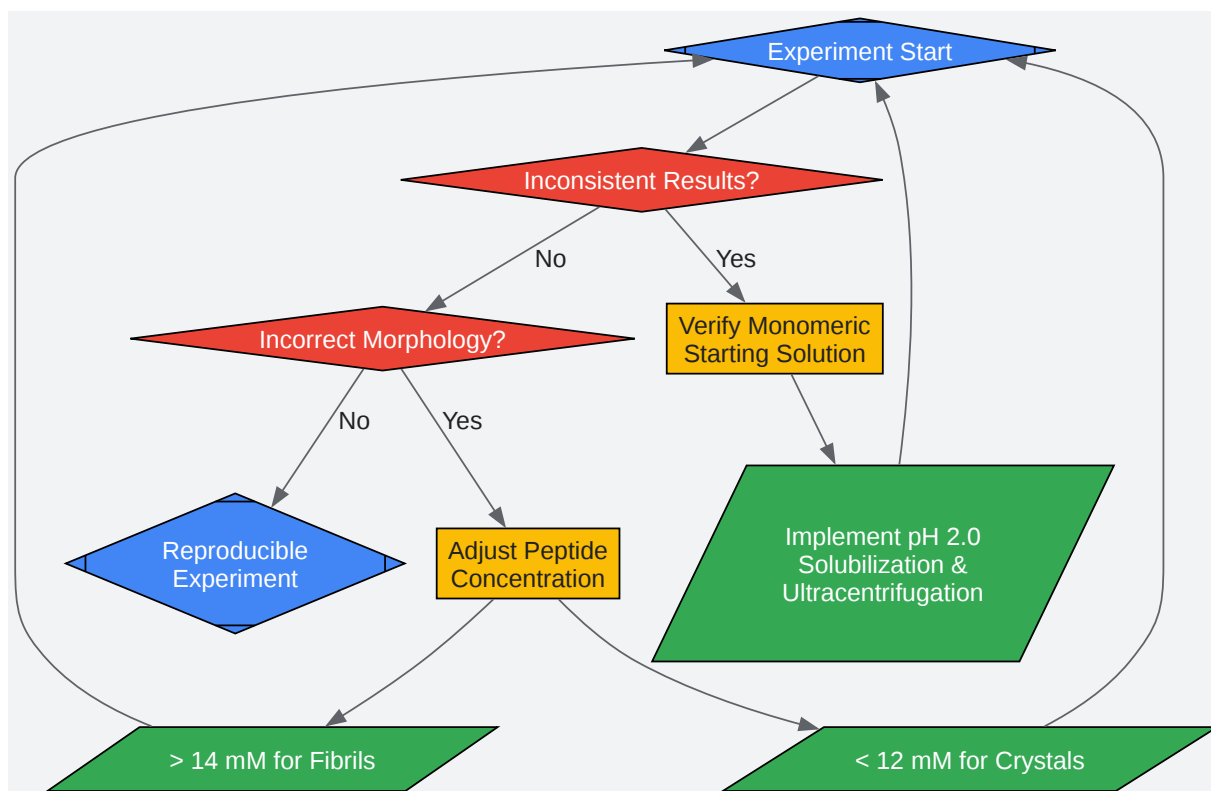 Experiment Start
Inconsistent Results?
No
Yes
Verify Monomeric
Starting Solution
Incorrect Morphology?
No
Yes
Reproducible
Experiment
Adjust Peptide
Concentration
Implement pH 2.0
Solubilization &
Ultracentrifugation
> 14 mM for Fibrils
< 12 mM for Crystals